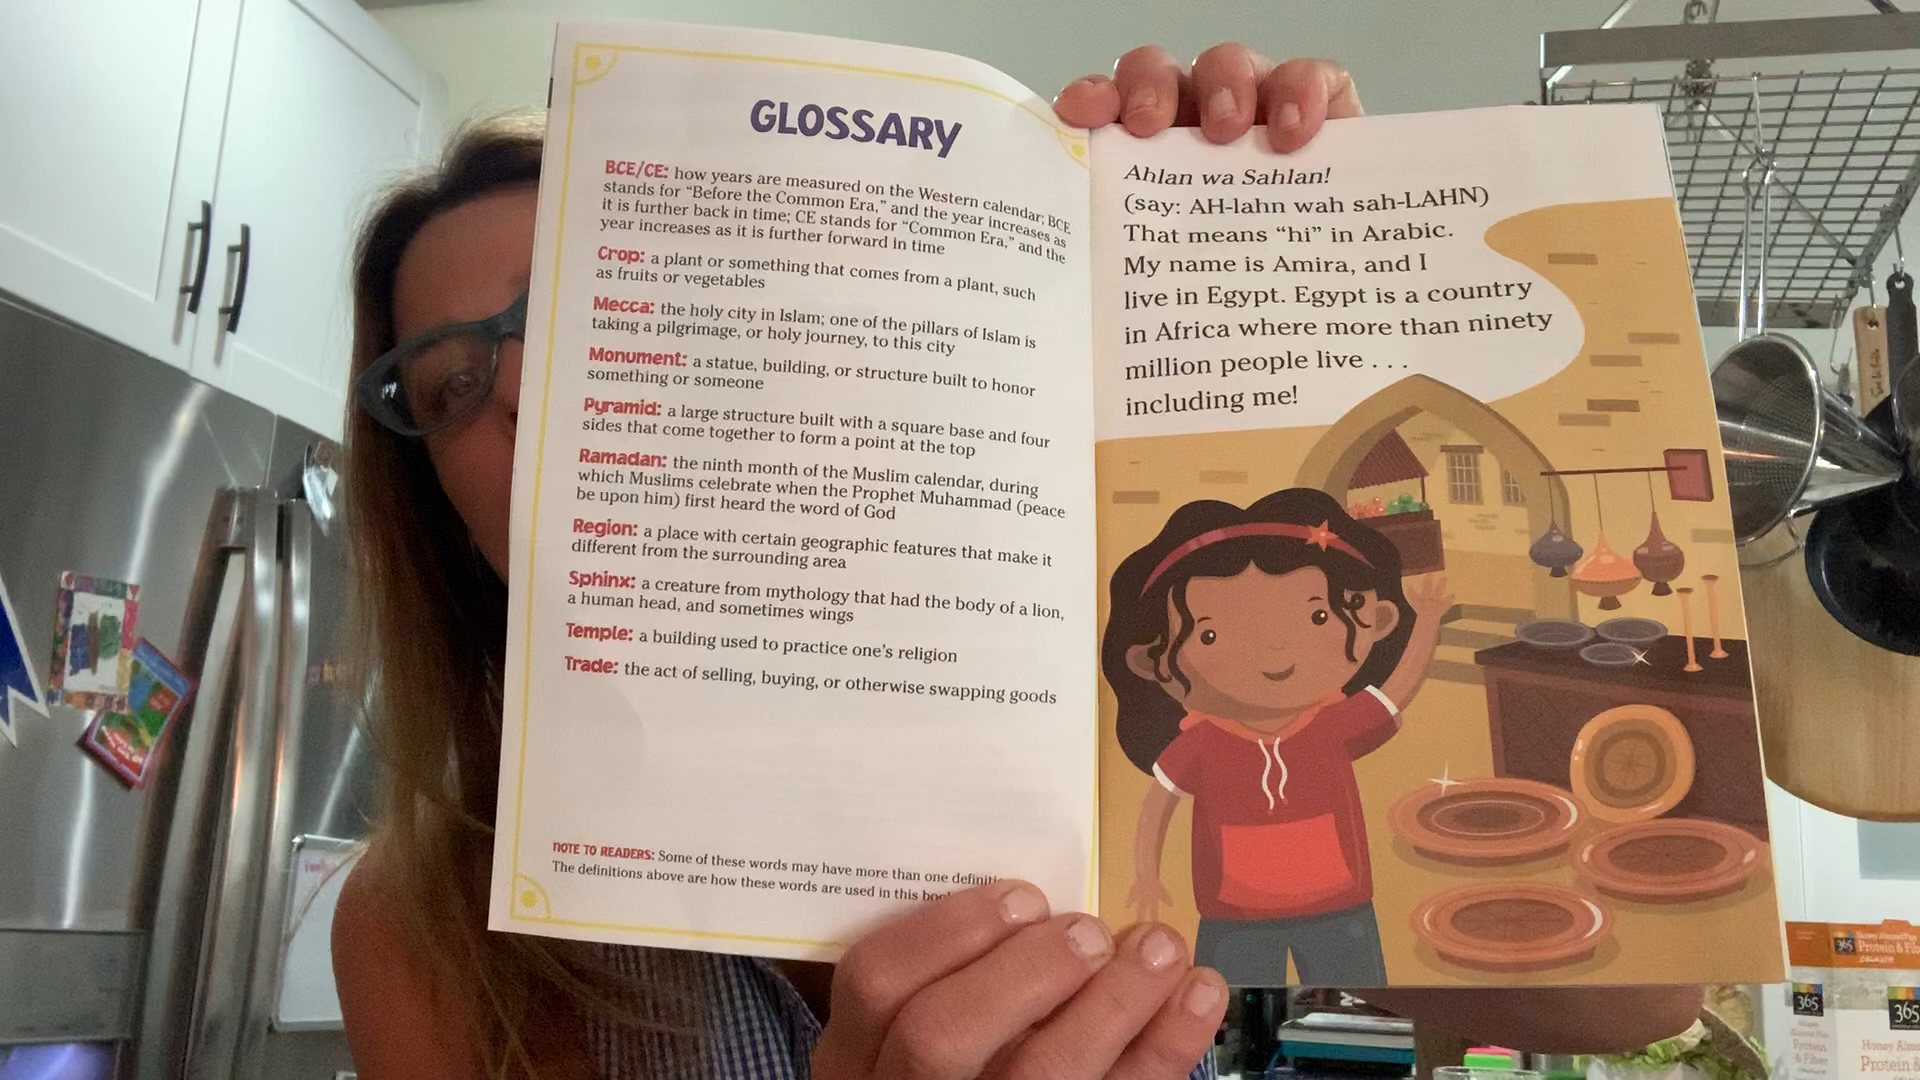 GLOSSARY
BCE/CE: how years are measured on the Western calendar; BCE
stands for “Before the Common Era,” and the year increases as
it is further back in time; CE stands for “Common Era,” and the
year increases as it is further forward in time
Crop: a plant or something that comes from a plant, such
as fruits or vegetables
Mecca: the holy city in Islam; one of the pillars of Islam is
taking a pilgrimage, or holy journey, to this city
Monument: a statue, building, or structure built to honor
something or someone
Pyramid: a large structure built with a square base and four
sides that come together to form a point at the top
Ramadan: the ninth month of the Muslim calendar, during
which Muslims celebrate when the Prophet Muhammad (peace
be upon him) first heard the word of God
Region: a place with certain geographic features that make it
different from the surrounding area
Sphinx: a creature from mythology that had the body of a lion,
a human head, and sometimes wings
Temple: a building used to practice one’s religion
Trade: the act of selling, buying, or otherwise swapping goods
NOTE TO READERS: Some of these words may have more than one
The definitions above are how these words are used in this
Ahlan wa Sahlan!
(say: AH-lahn wah sah-LAHN)
That means “hi” in Arabic.
My name is Amira, and I
live in Egypt. Egypt is a country
in Africa where more than ninety
million people live . . .
including me!
365
Protein &
365
Protein
& Fiber
365
Honey
Protein &